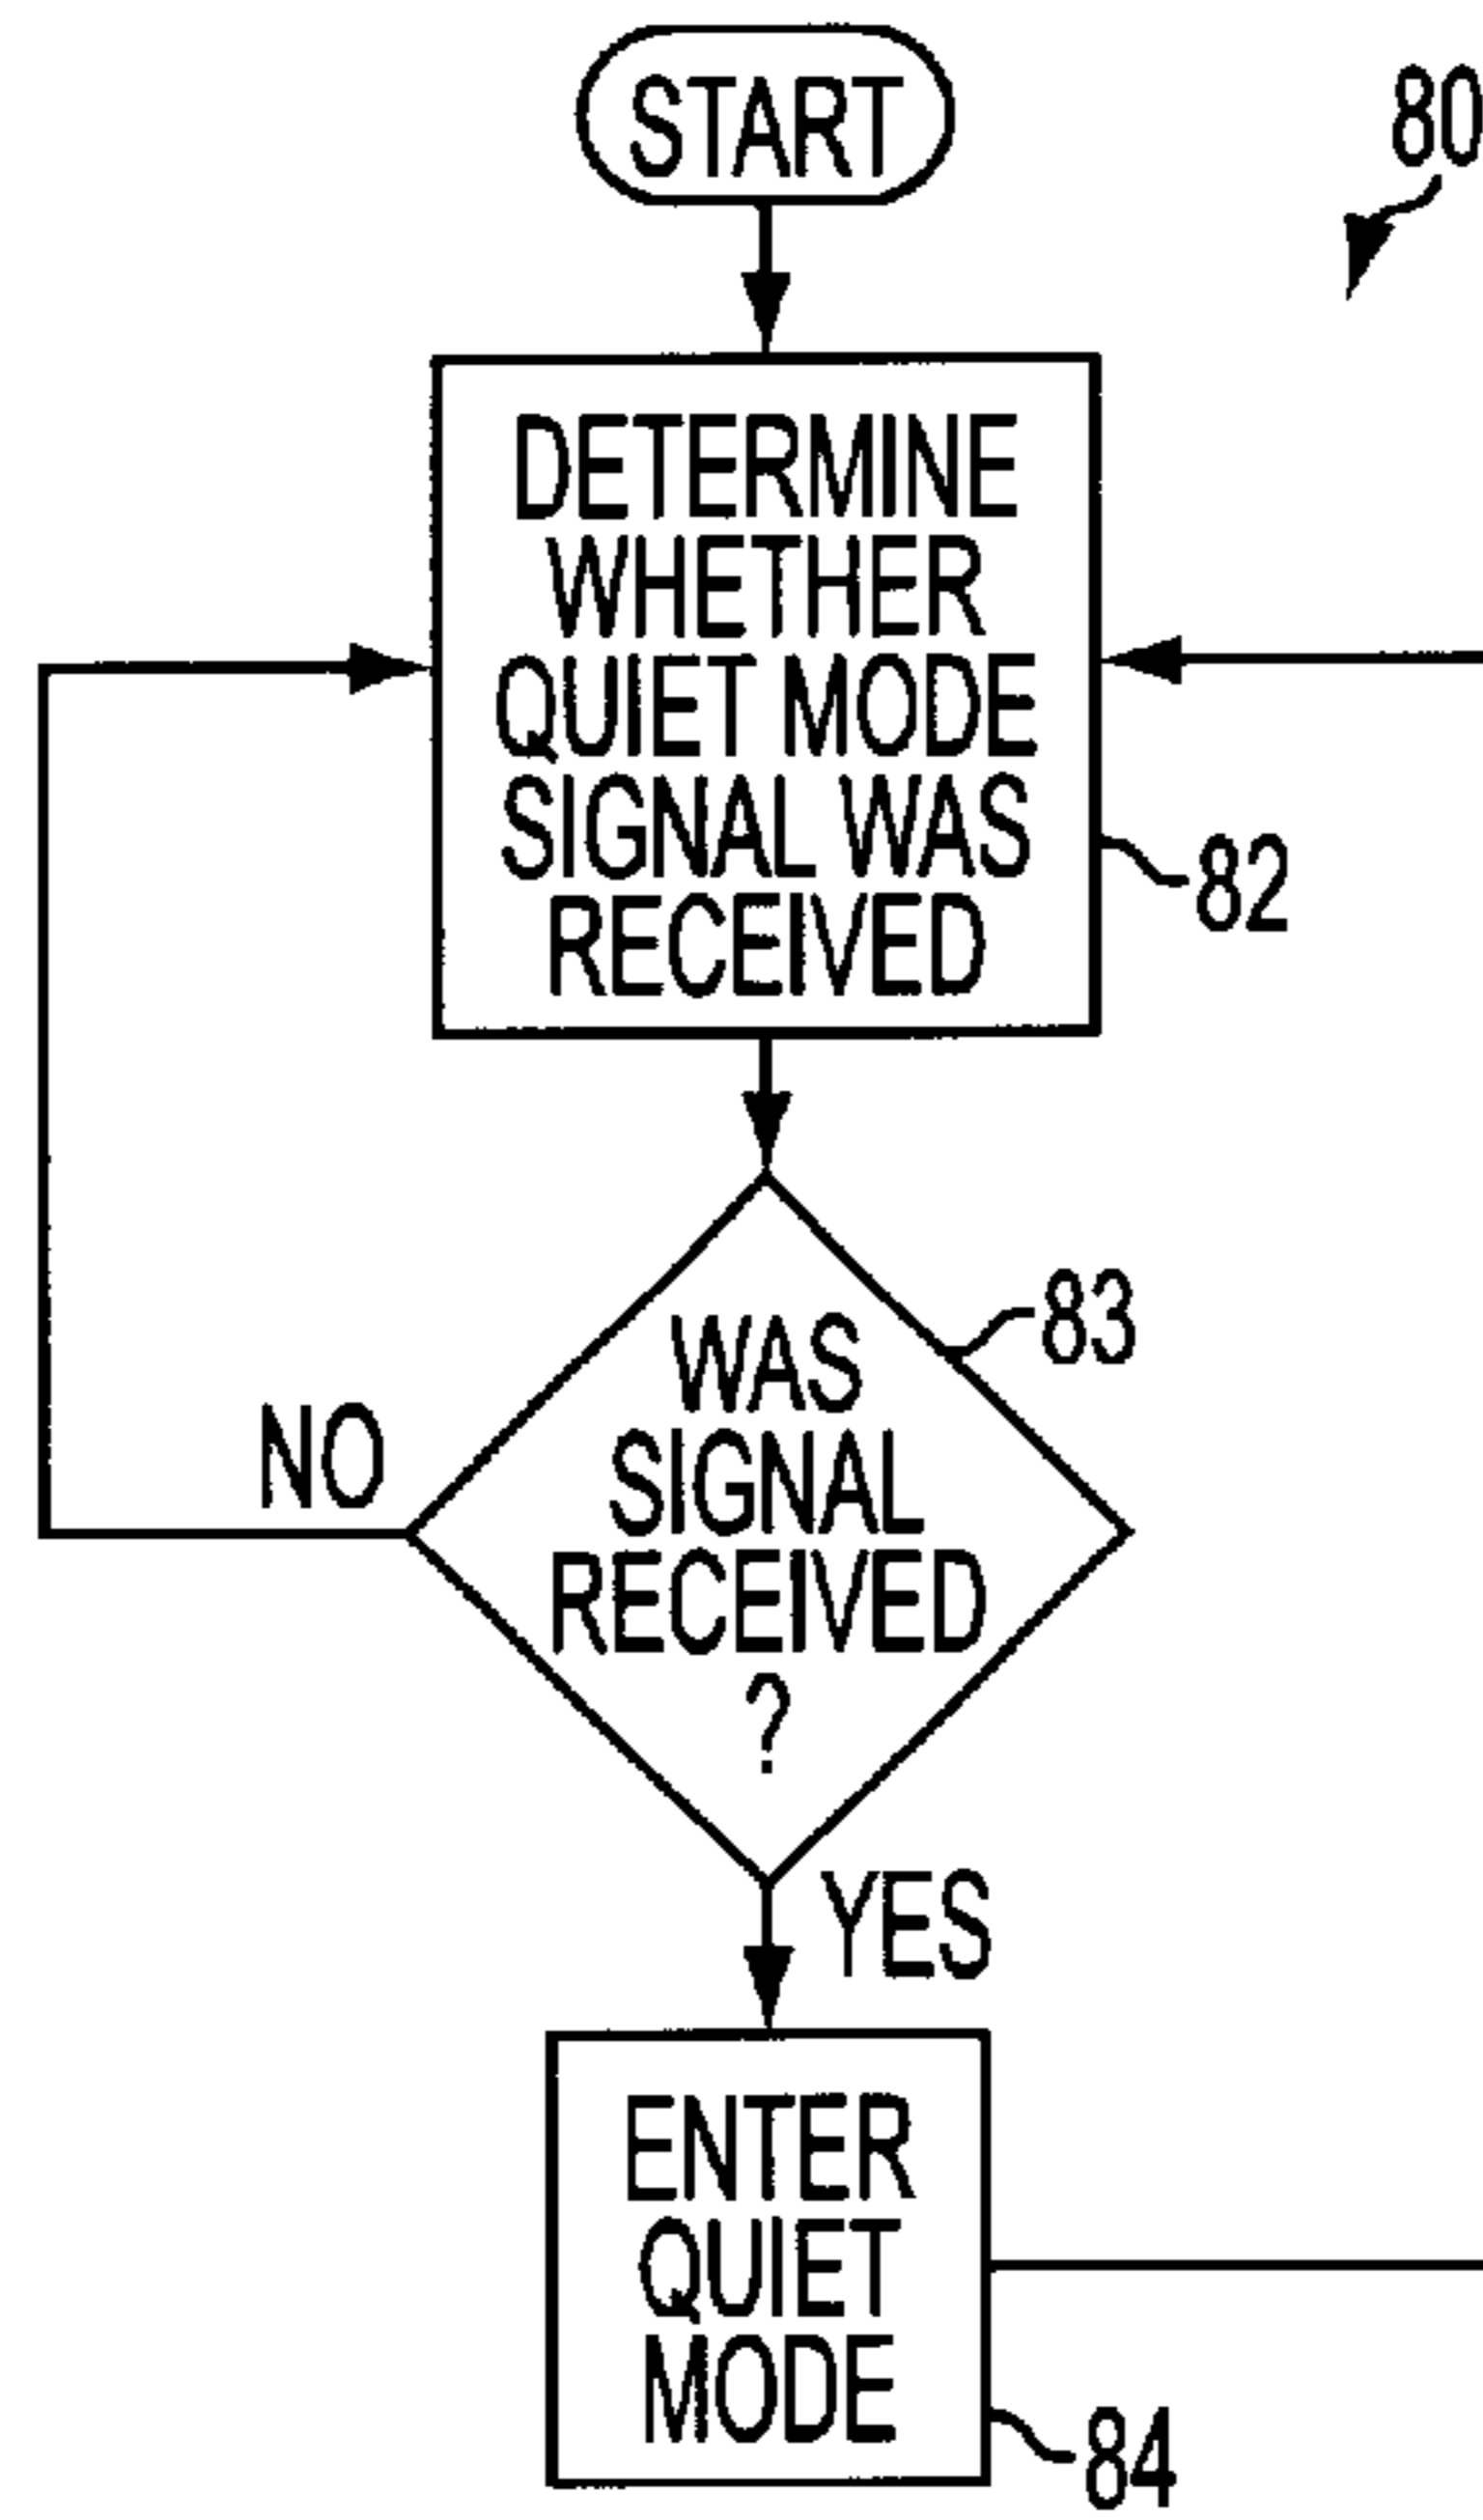 START
80
DETERMINE
WHETHER
QUIET MODE
SIGNAL WAS
RECEIVED
82
83
WAS
SIGNAL
RECEIVED
?
NO
YES
ENTER
QUIET
MODE
84